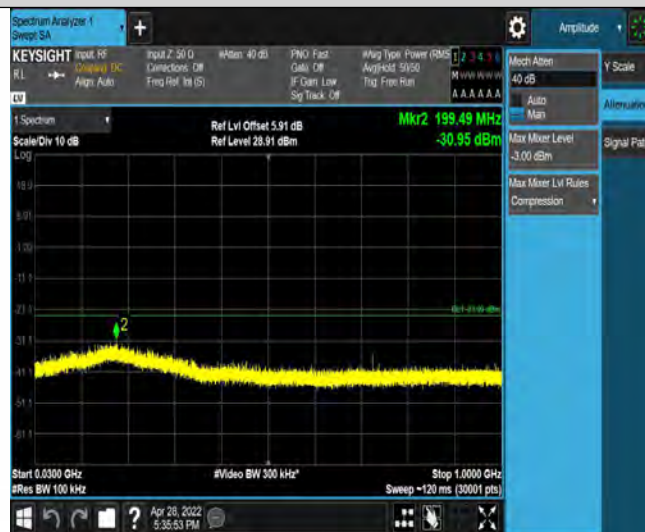 Spectrum Analyzer 1
Swept SA
Amplitude
KEYSIGHT
Input: RF
Coupling: DC
Align: Auto
Input Z: 50 Ω
Corrections: Off
Freq Ref: Int (S)
#Atten: 40 dB
PNO: Fast
Gate: Off
IF Gain: Low
Sig Track: Off
#Avg Type: Power (RMS
Avg|Hold: 50/50
Trig: Free Run
1 2 3 4 5 6
M W W W W W
A A A A A A
RL
LV
1 Spectrum
Scale/Div 10 dB
Log
Ref Lvl Offset 5.91 dB
Ref Level 28.91 dBm
Mkr2 199.49 MHz
-30.95 dBm
18.9
8.91
-1.09
-11.1
-21.1
-31.1
-41.1
-51.1
-61.1
2
Start 0.0300 GHz
#Res BW 100 kHz
#Video BW 300 kHz*
Stop 1.0000 GHz
Sweep ~120 ms (30001 pts)
Mech Atten
40 dB
Auto
Man
Max Mixer Level
-3.00 dBm
Max Mixer Lvl Rules
Compression
Y Scale
Attenuation
Signal Pat
?
Apr 28, 2022
5:35:53 PM